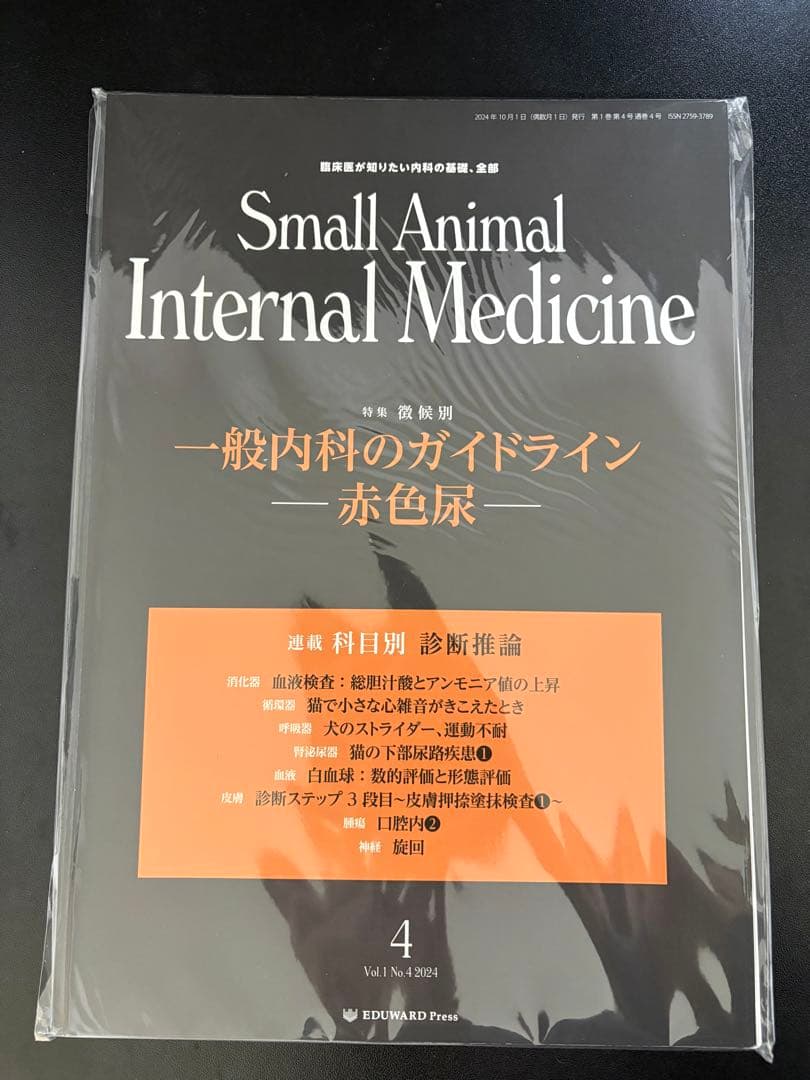 2024年10月1日（偶数月1日）発行　第1巻第4号通巻4号　ISSN 2759-3789
臨床医が知りたい内科の基礎、全部
Small Animal
Internal Medicine
特集 徴候別
一般内科のガイドライン
—赤色尿—
連載 科目別 診断推論
消化器 血液検査：総胆汁酸とアンモニア値の上昇
循環器 猫で小さな心雑音がきこえたとき
呼吸器 犬のストライダー、運動不耐
腎泌尿器 猫の下部尿路疾患❶
血液 白血球：数的評価と形態評価
皮膚 診断ステップ3段目～皮膚押捺塗抹検査❶～
腫瘍 口腔内❷
神経 旋回
4
Vol.1 No.4 2024
EDUWARD Press